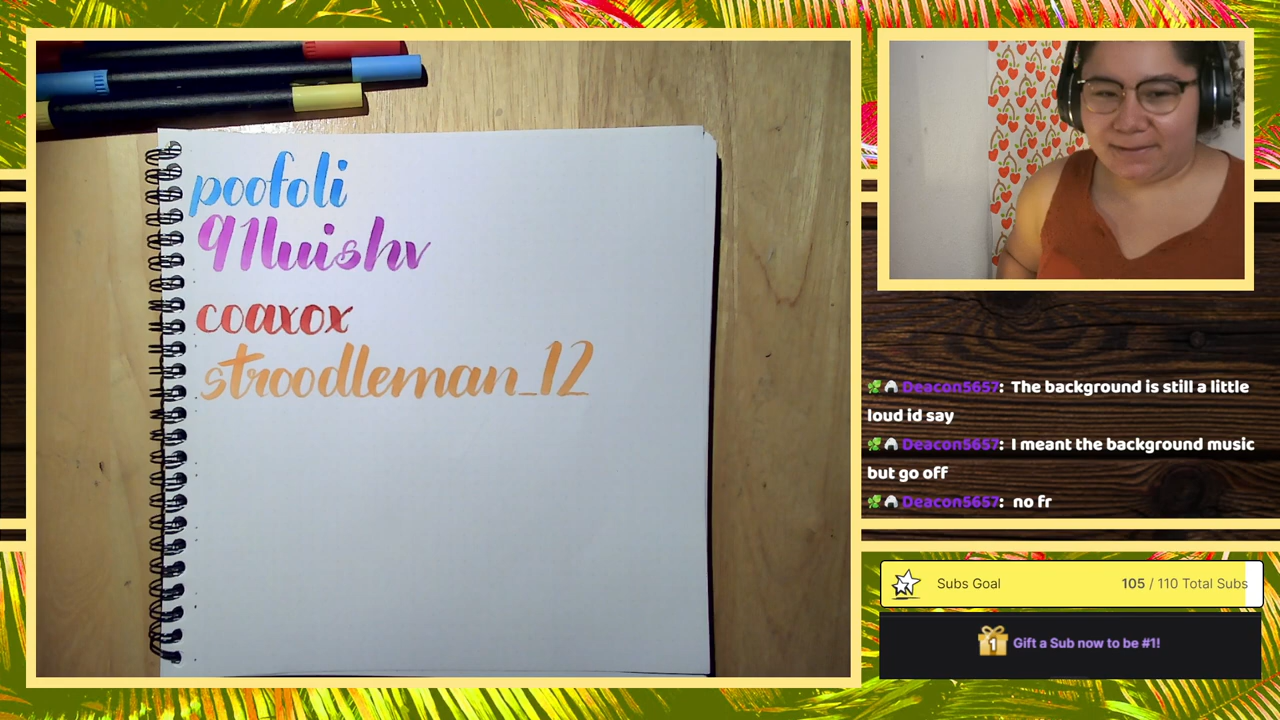 poofoli
91luishv
coaxox
stroodleman_12
Deacon5657: The background is still a little
loud id say
Deacon5657: I meant the background music
but go off
Deacon5657: no fr
Subs Goal 105 / 110 Total Subs
1 Gift a Sub now to be #1!